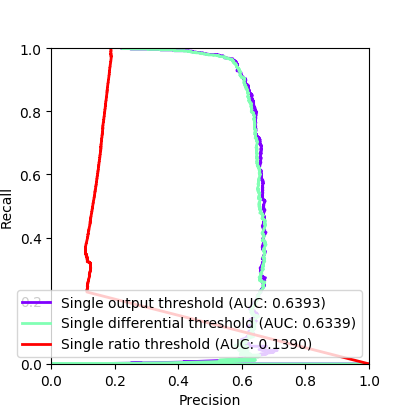 1.0
0.8
0.6
0.4
0.2
0.0
Recall
Single output threshold (AUC: 0.6393)
Single differential threshold (AUC: 0.6339)
Single ratio threshold (AUC: 0.1390)
0.0 0.2 0.4 0.6 0.8 1.0
Precision